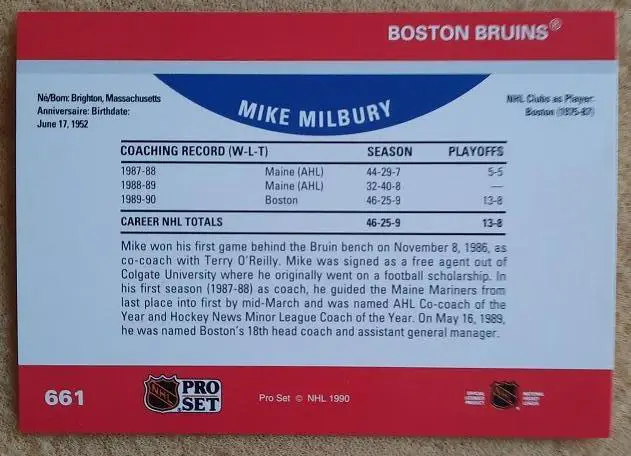 BOSTON BRUINS®
Né/Born: Brighton, Massachusetts
Anniversaire: Birthdate:
June 17, 1952
MIKE MILBURY
NHL Clubs as Player:
Boston (1975-87)
COACHING RECORD (W-L-T) SEASON PLAYOFFS
1987-88 Maine (AHL) 44-29-7 5-5
1988-89 Maine (AHL) 32-40-8 —
1989-90 Boston 46-25-9 13-8
CAREER NHL TOTALS 46-25-9 13-8
Mike won his first game behind the Bruin bench on November 8, 1986, as
co-coach with Terry O'Reilly. Mike was signed as a free agent out of
Colgate University where he originally went on a football scholarship. In
his first season (1987-88) as coach, he guided the Maine Mariners from
last place into first by mid-March and was named AHL Co-coach of the
Year and Hockey News Minor League Coach of the Year. On May 16, 1989,
he was named Boston's 18th head coach and assistant general manager.
661
NHL
PRO
SET
Pro Set © NHL 1990